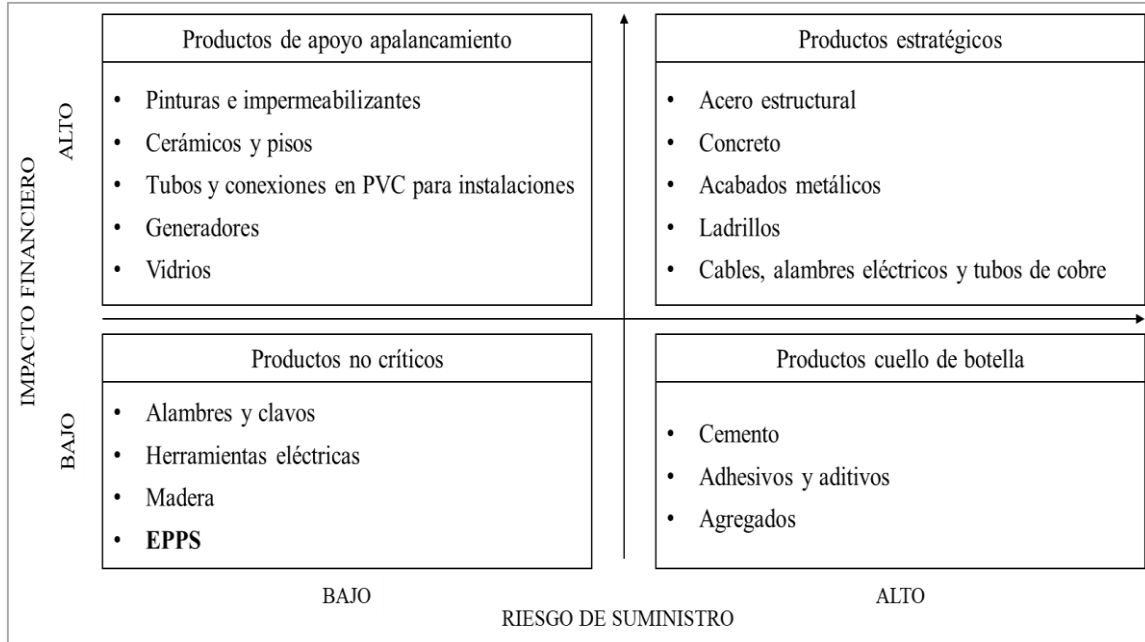 Productos de apoyo apalancamiento
• Pinturas e impermeabilizantes
• Cerámicos y pisos
• Tubos y conexiones en PVC para instalaciones
• Generadores
• Vidrios
Productos estratégicos
• Acero estructural
• Concreto
• Acabados metálicos
• Ladrillos
• Cables, alambres eléctricos y tubos de cobre
IMPACTO FINANCIERO
ALTO
BAJO
Productos no críticos
• Alambres y clavos
• Herramientas eléctricas
• Madera
• EPPS
Productos cuello de botella
• Cemento
• Adhesivos y aditivos
• Agregados
BAJO
ALTO
RIESGO DE SUMINISTRO